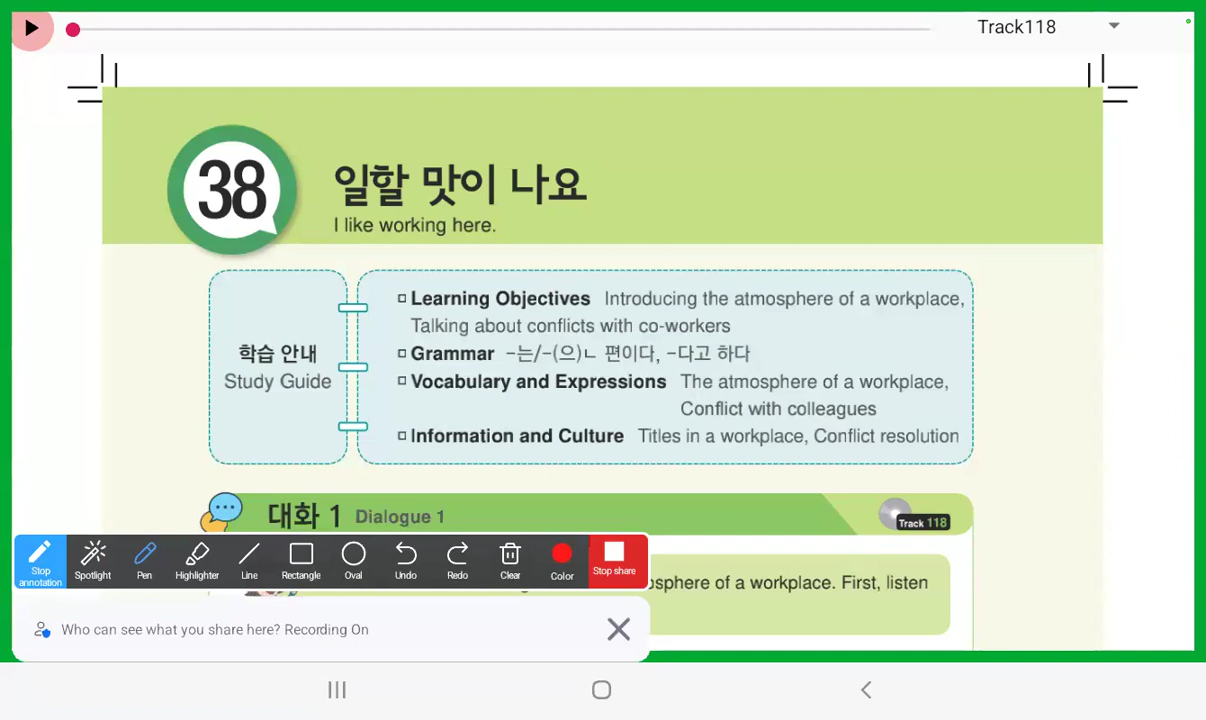 Track118
38
일할 맛이 나요
I like working here.
학습 안내
Study Guide
Learning Objectives Introducing the atmosphere of a workplace,
Talking about conflicts with co-workers
Grammar -는/-(으)ㄴ 편이다, -다고 하다
Vocabulary and Expressions The atmosphere of a workplace,
Conflict with colleagues
Information and Culture Titles in a workplace, Conflict resolution
대화 1 Dialogue 1
Track 118
Stop annotation
Spotlight
Pen
Highlighter
Line
Rectangle
Oval
Undo
Redo
Clear
Color
Stop share
osphere of a workplace. First, listen
Who can see what you share here? Recording On